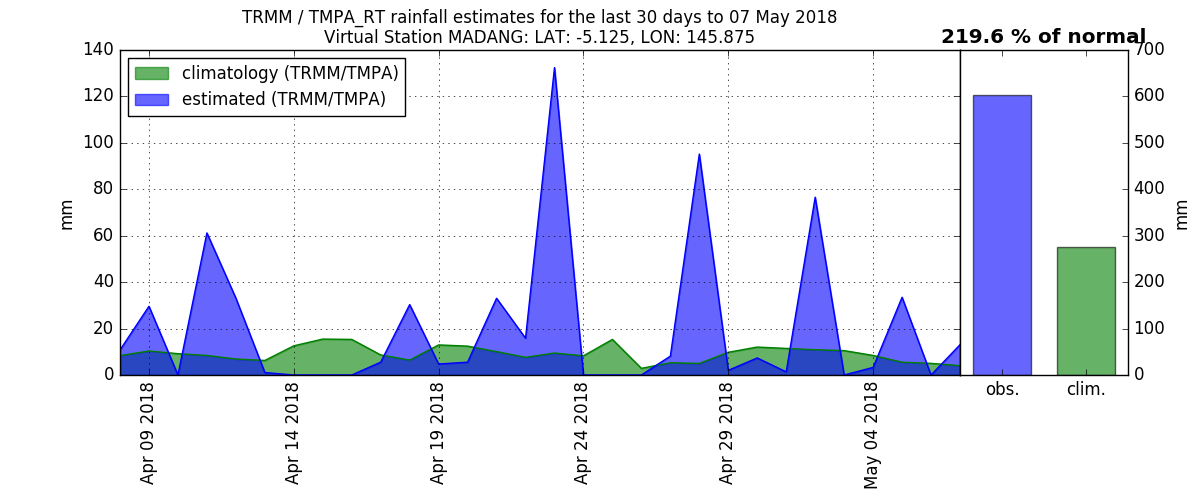 TRMM / TMPA_RT rainfall estimates for the last 30 days to 07 May 2018
Virtual Station MADANG: LAT: -5.125, LON: 145.875
219.6 % of normal
climatology (TRMM/TMPA)
estimated (TRMM/TMPA)
mm
140
120
100
80
60
40
20
0
Apr 09 2018
Apr 14 2018
Apr 19 2018
Apr 24 2018
Apr 29 2018
May 04 2018
700
600
500
400
300
200
100
0
mm
obs.
clim.